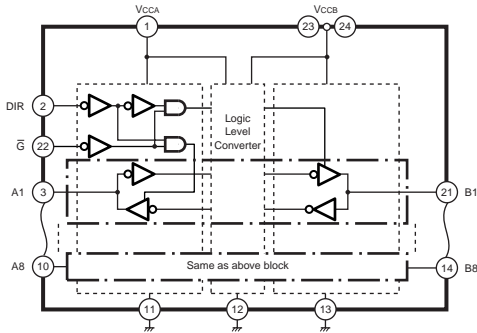 VCCA VCCB
1 23 24
DIR 2
Logic
Level
Converter
G̅ 22
A1 3 21 B1
A8 10 Same as above block 14 B8
11 12 13